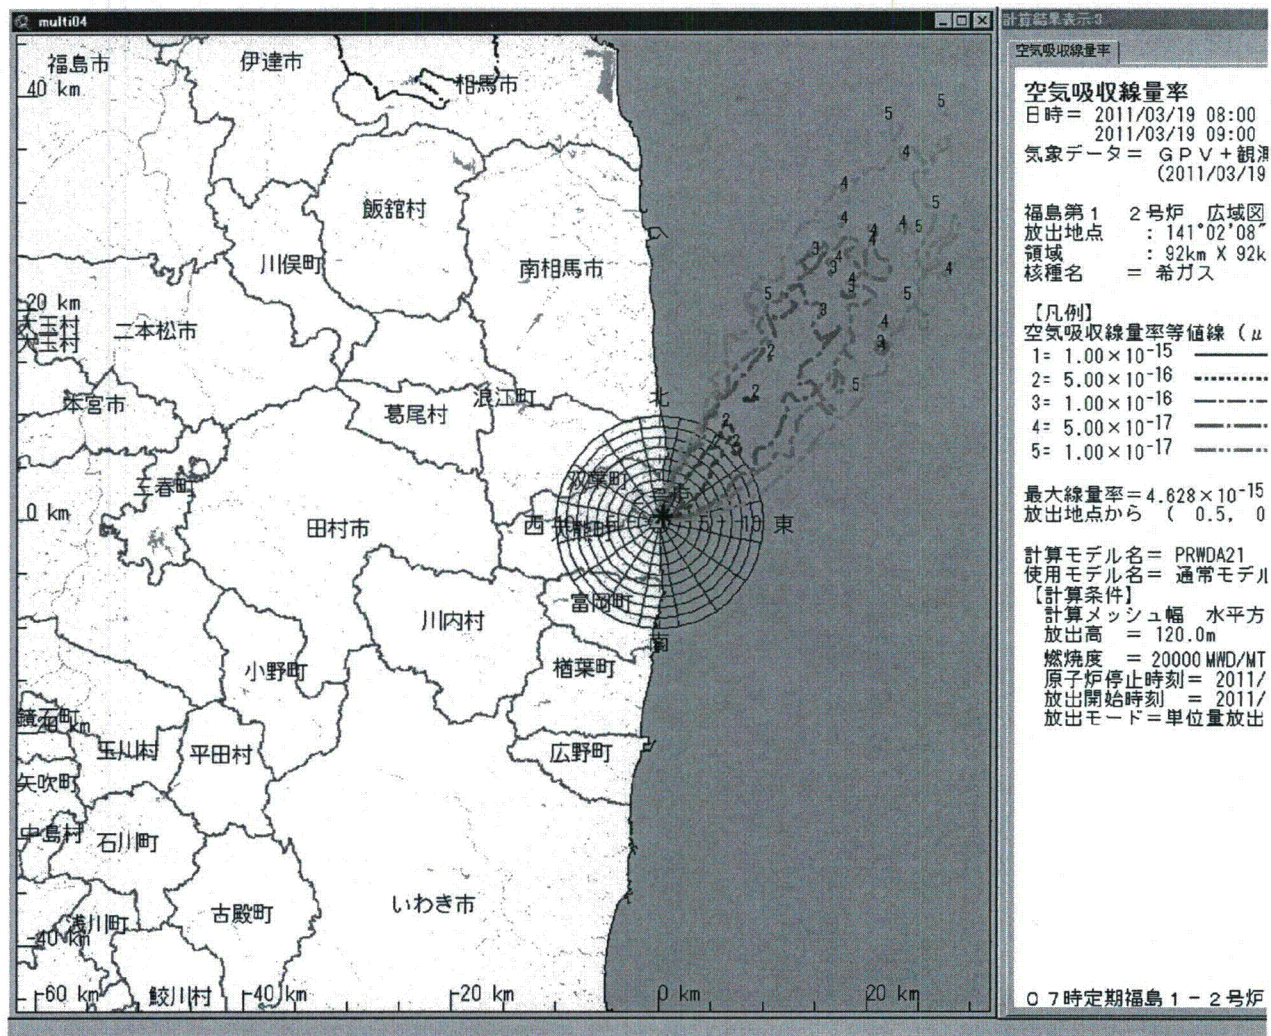 multi04
福島市
伊達市
相馬市
40 km
飯舘村
川俣町
南相馬市
20 km
大玉村
大玉村
二本松市
本宮市
葛尾村
浪江町
北
双葉町
三春町
0 km
田村市
西
大熊町
東
富岡町
川内村
南
小野町
楢葉町
鏡石町
-20 km
玉川村
平田村
広野町
矢吹町
中島村
石川町
いわき市
古殿町
浅川町
-40 km
鮫川村
-60 km
-40 km
-20 km
0 km
20 km
計算結果表示:3
空気吸収線量率
空気吸収線量率
日時= 2011/03/19 08:00
2011/03/19 09:00
気象データ= GPV+観測
(2011/03/19
福島第1 2号炉 広域図
放出地点 : 141°02'08"
領域 : 92km X 92k
核種名 = 希ガス
【凡例】
空気吸収線量率等値線(μ
1= 1.00×10-15
2= 5.00×10-16
3= 1.00×10-16
4= 5.00×10-17
5= 1.00×10-17
最大線量率=4.628×10-15
放出地点から ( 0.5, 0
計算モデル名= PRWDA21
使用モデル名= 通常モデル
【計算条件】
計算メッシュ幅 水平方
放出高 = 120.0m
燃焼度 = 20000MWD/MT
原子炉停止時刻= 2011/
放出開始時刻 = 2011/
放出モード=単位量放出
07時定期福島1-2号炉